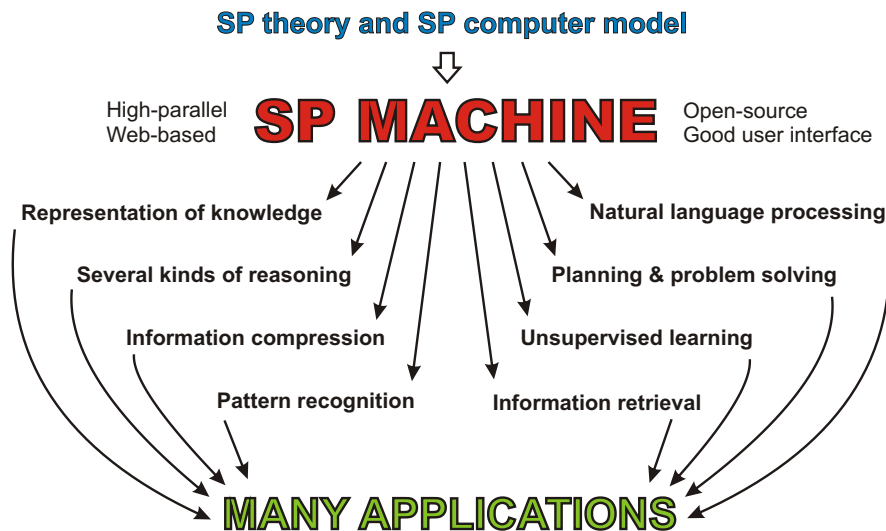 SP theory and SP computer model
High-parallel
Web-based
SP MACHINE
Open-source
Good user interface
Representation of knowledge
Natural language processing
Several kinds of reasoning
Planning & problem solving
Information compression
Unsupervised learning
Pattern recognition
Information retrieval
MANY APPLICATIONS